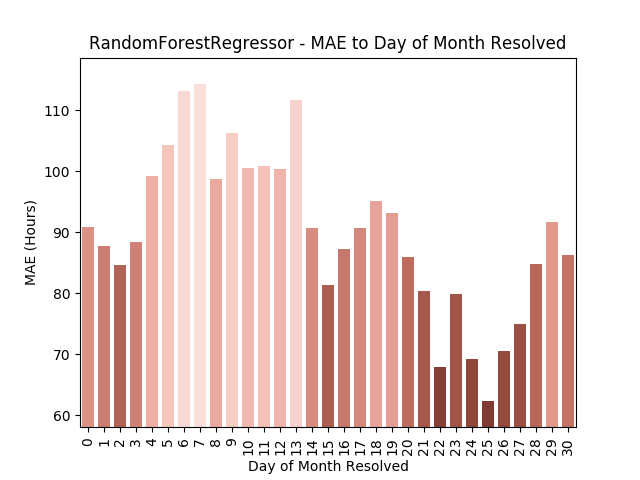 RandomForestRegressor - MAE to Day of Month Resolved
MAE (Hours)
110
100
90
80
70
60
0 1 2 3 4 5 6 7 8 9 10 11 12 13 14 15 16 17 18 19 20 21 22 23 24 25 26 27 28 29 30
Day of Month Resolved